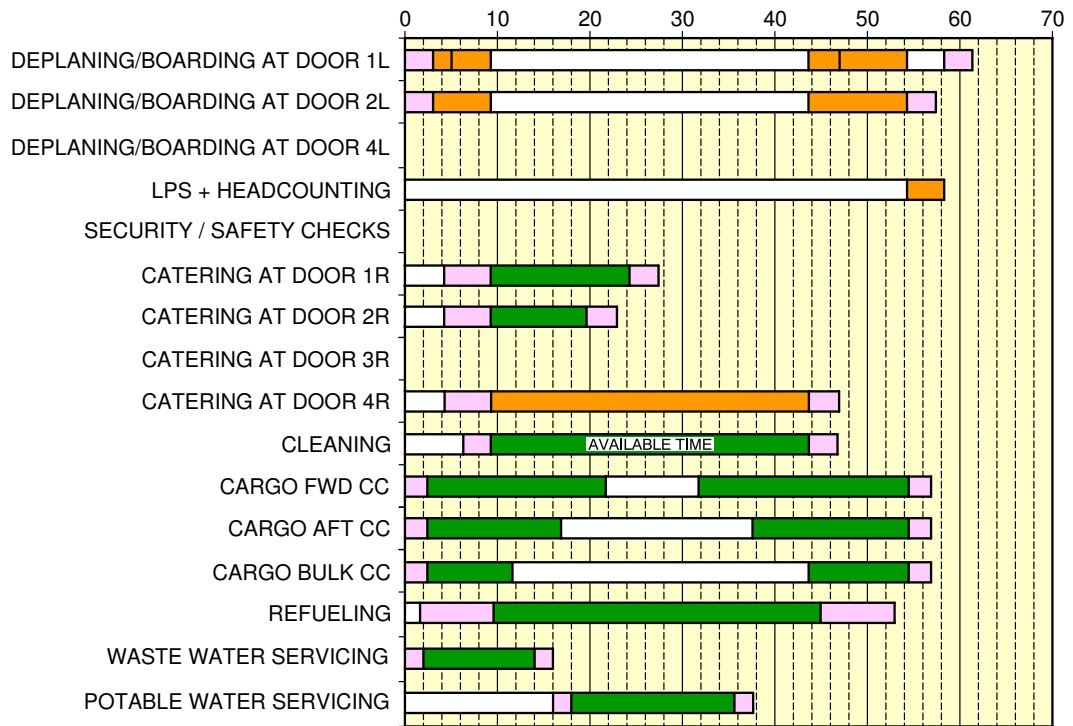 0 10 20 30 40 50 60 70
DEPLANING/BOARDING AT DOOR 1L
DEPLANING/BOARDING AT DOOR 2L
DEPLANING/BOARDING AT DOOR 4L
LPS + HEADCOUNTING
SECURITY / SAFETY CHECKS
CATERING AT DOOR 1R
CATERING AT DOOR 2R
CATERING AT DOOR 3R
CATERING AT DOOR 4R
CLEANING AVAILABLE TIME
CARGO FWD CC
CARGO AFT CC
CARGO BULK CC
REFUELING
WASTE WATER SERVICING
POTABLE WATER SERVICING